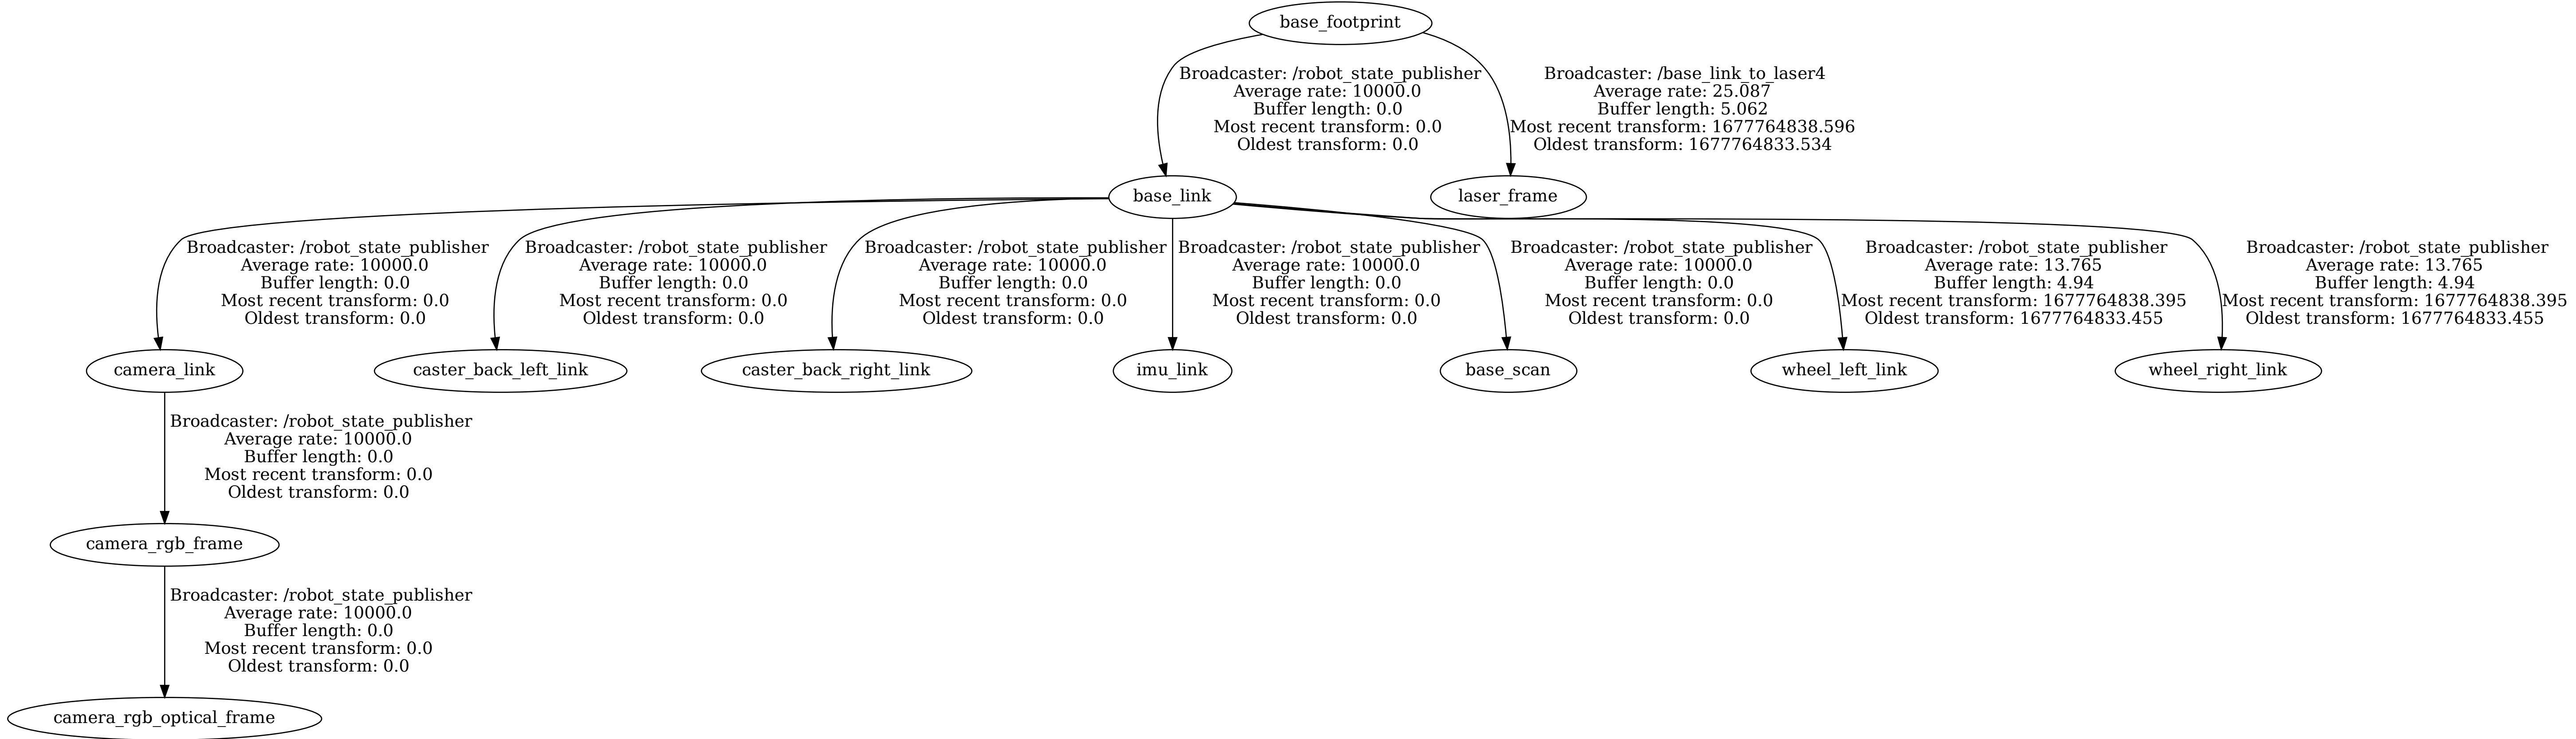 base_footprint
Broadcaster: /robot_state_publisher
Average rate: 10000.0
Buffer length: 0.0
Most recent transform: 0.0
Oldest transform: 0.0
Broadcaster: /base_link_to_laser4
Average rate: 25.087
Buffer length: 5.062
Most recent transform: 1677764838.596
Oldest transform: 1677764833.534
base_link
laser_frame
Broadcaster: /robot_state_publisher
Average rate: 10000.0
Buffer length: 0.0
Most recent transform: 0.0
Oldest transform: 0.0
Broadcaster: /robot_state_publisher
Average rate: 10000.0
Buffer length: 0.0
Most recent transform: 0.0
Oldest transform: 0.0
Broadcaster: /robot_state_publisher
Average rate: 10000.0
Buffer length: 0.0
Most recent transform: 0.0
Oldest transform: 0.0
Broadcaster: /robot_state_publisher
Average rate: 10000.0
Buffer length: 0.0
Most recent transform: 0.0
Oldest transform: 0.0
Broadcaster: /robot_state_publisher
Average rate: 10000.0
Buffer length: 0.0
Most recent transform: 0.0
Oldest transform: 0.0
Broadcaster: /robot_state_publisher
Average rate: 13.765
Buffer length: 4.94
Most recent transform: 1677764838.395
Oldest transform: 1677764833.455
Broadcaster: /robot_state_publisher
Average rate: 13.765
Buffer length: 4.94
Most recent transform: 1677764838.395
Oldest transform: 1677764833.455
camera_link
caster_back_left_link
caster_back_right_link
imu_link
base_scan
wheel_left_link
wheel_right_link
Broadcaster: /robot_state_publisher
Average rate: 10000.0
Buffer length: 0.0
Most recent transform: 0.0
Oldest transform: 0.0
camera_rgb_frame
Broadcaster: /robot_state_publisher
Average rate: 10000.0
Buffer length: 0.0
Most recent transform: 0.0
Oldest transform: 0.0
camera_rgb_optical_frame